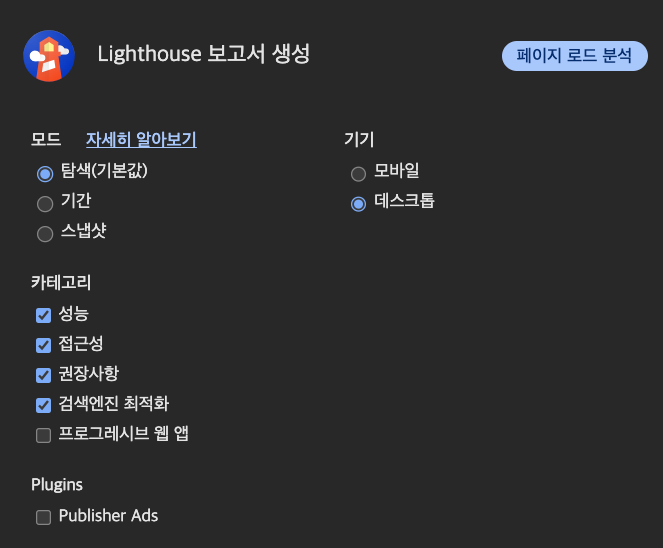 Lighthouse 보고서 생성
페이지 로드 분석
모드 자세히 알아보기
탐색(기본값)
기간
스냅샷
기기
모바일
데스크톱
카테고리
성능
접근성
권장사항
검색엔진 최적화
프로그레시브 웹 앱
Plugins
Publisher Ads